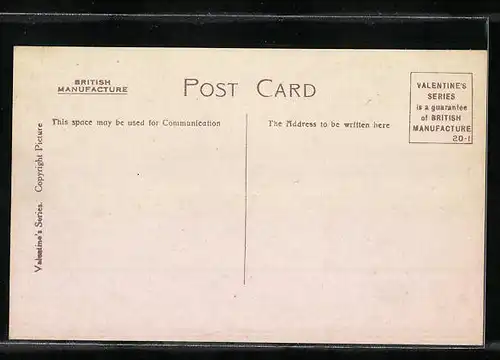 BRITISH
MANUFACTURE
POST CARD
VALENTINE'S
SERIES
is a guarantee
of BRITISH
MANUFACTURE
20-1
This space may be used for Communication
The Address to be written here
Valentine's Series. Copyright Picture